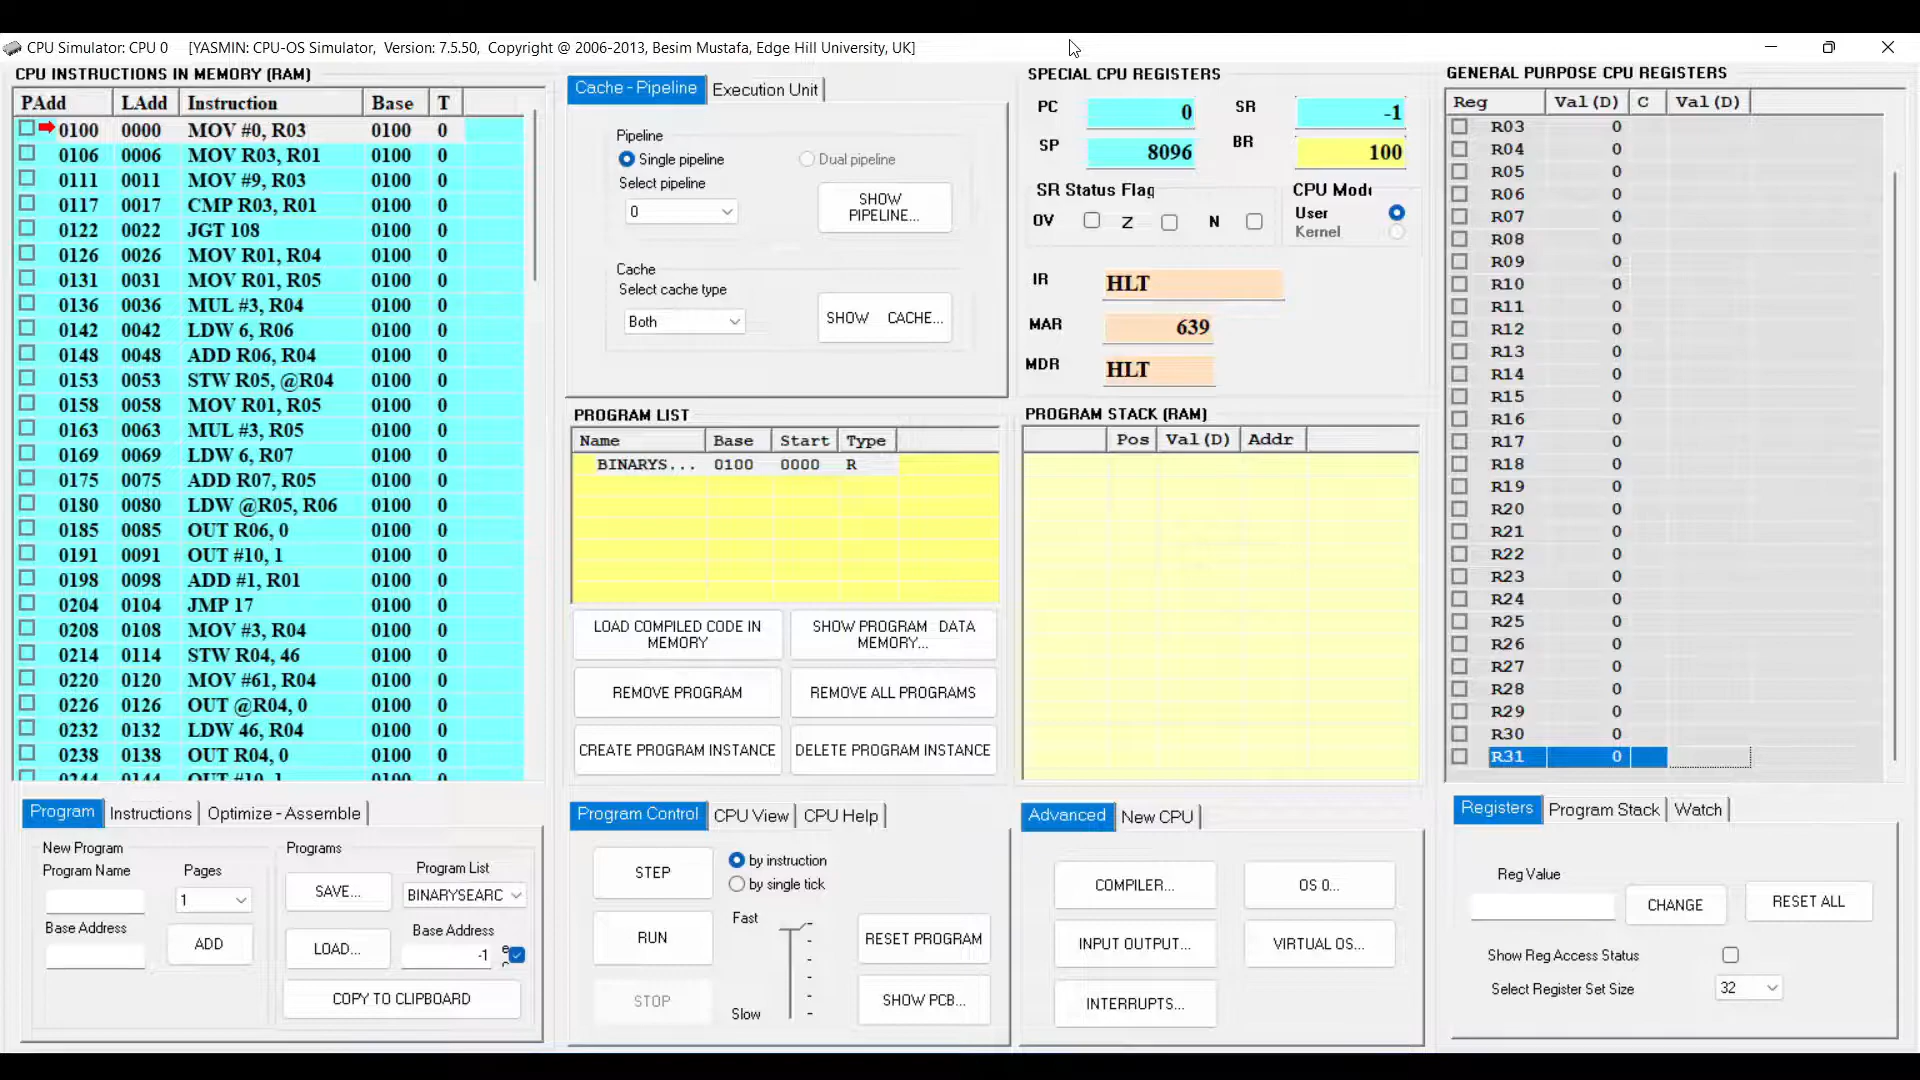 CPU Simulator: CPU 0 [YASMIN: CPU-OS Simulator, Version: 7.5.50, Copyright @ 2006-2013, Besim Mustafa, Edge Hill University, UK]
CPU INSTRUCTIONS IN MEMORY (RAM)
PAdd LAdd Instruction Base T
0100 0000 MOV #0, R03 0100 0
0106 0006 MOV R03, R01 0100 0
0111 0011 MOV #9, R03 0100 0
0117 0017 CMP R03, R01 0100 0
0122 0022 JGT 108 0100 0
0126 0026 MOV R01, R04 0100 0
0131 0031 MOV R01, R05 0100 0
0136 0036 MUL #3, R04 0100 0
0142 0042 LDW 6, R06 0100 0
0148 0048 ADD R06, R04 0100 0
0153 0053 STW R05, @R04 0100 0
0158 0058 MOV R01, R05 0100 0
0163 0063 MUL #3, R05 0100 0
0169 0069 LDW 6, R07 0100 0
0175 0075 ADD R07, R05 0100 0
0180 0080 LDW @R05, R06 0100 0
0185 0085 OUT R06, 0 0100 0
0191 0091 OUT #10, 1 0100 0
0198 0098 ADD #1, R01 0100 0
0204 0104 JMP 17 0100 0
0208 0108 MOV #3, R04 0100 0
0214 0114 STW R04, 46 0100 0
0220 0120 MOV #61, R04 0100 0
0226 0126 OUT @R04, 0 0100 0
0232 0132 LDW 46, R04 0100 0
0238 0138 OUT R04, 0 0100 0
0244 0144 OUT #10, 1 0100 0
Program Instructions Optimize - Assemble
New Program
Program Name Pages
1
Base Address
ADD
Programs
Program List
SAVE... BINARYSEARC
Base Address
LOAD... -1
COPY TO CLIPBOARD
Cache - Pipeline Execution Unit
Pipeline
Single pipeline Dual pipeline
Select pipeline
0
SHOW
PIPELINE...
Cache
Select cache type
Both
SHOW CACHE...
PROGRAM LIST
Name Base Start Type
BINARYS... 0100 0000 R
LOAD COMPILED CODE IN
MEMORY
SHOW PROGRAM DATA
MEMORY...
REMOVE PROGRAM REMOVE ALL PROGRAMS
CREATE PROGRAM INSTANCE DELETE PROGRAM INSTANCE
Program Control CPU View CPU Help
STEP
by instruction
by single tick
Fast
RUN
RESET PROGRAM
STOP
Slow
SHOW PCB...
SPECIAL CPU REGISTERS
PC 0 SR -1
SP 8096 BR 100
SR Status Flag
OV Z N
CPU Mode
User
Kernel
IR HLT
MAR 639
MDR HLT
PROGRAM STACK (RAM)
Pos Val(D) Addr
Advanced New CPU
COMPILER... OS 0...
INPUT OUTPUT... VIRTUAL OS...
INTERRUPTS...
GENERAL PURPOSE CPU REGISTERS
Reg Val(D) C Val(D)
R03 0
R04 0
R05 0
R06 0
R07 0
R08 0
R09 0
R10 0
R11 0
R12 0
R13 0
R14 0
R15 0
R16 0
R17 0
R18 0
R19 0
R20 0
R21 0
R22 0
R23 0
R24 0
R25 0
R26 0
R27 0
R28 0
R29 0
R30 0
R31 0
Registers Program Stack Watch
Reg Value
CHANGE RESET ALL
Show Reg Access Status
Select Register Set Size 32